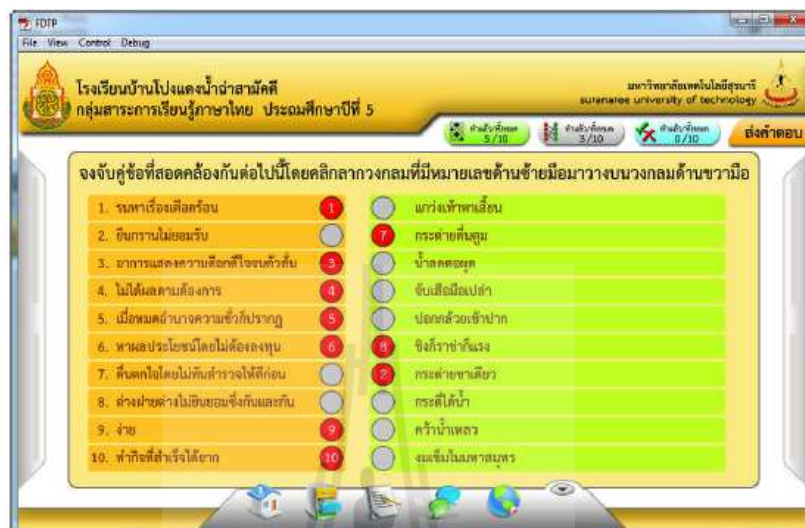 FDTP
File View Control Debug
โรงเรียนบ้านโปงแดงน้ำฉ่าสามัคคี
กลุ่มสาระการเรียนรู้ภาษาไทย ประถมศึกษาปีที่ 5
มหาวิทยาลัยเทคโนโลยีสุรนารี
suranaree university of technology
5/10
3/10
0/10
ส่งคำตอบ
จงจับคู่ข้อที่สอดคล้องกันต่อไปนี้โดยคลิกลากวงกลมที่มีหมายเลขด้านซ้ายมือมาวางบนวงกลมด้านขวามือ
1. รนหาเรื่องเดือดร้อน 1 แกว่งเท้าหาเสี้ยน
2. ยืนกรานไม่ยอมรับ 7 กระต่ายตื่นตูม
3. อาการแสดงความดีอกดีใจจนตัวสั่น 3 น้ำลดตอผุด
4. ไม่ได้ผลตามต้องการ 4 จับเสือมือเปล่า
5. เมื่อหมดอำนาจความชั่วก็ปรากฏ 5 ปอกกล้วยเข้าปาก
6. หาผลประโยชน์โดยไม่ต้องลงทุน 6 8 ขิงก็ราข่าก็แรง
7. ตื่นตกใจโดยไม่ทันสำรวจให้ดีก่อน 2 กระต่ายขาเดียว
8. ต่างฝ่ายต่างไม่ยินยอมซึ่งกันและกัน กระดี่ได้น้ำ
9. ง่าย 9 คว้าน้ำเหลว
10. ทำกิจที่สำเร็จได้ยาก 10 งมเข็มในมหาสมุทร